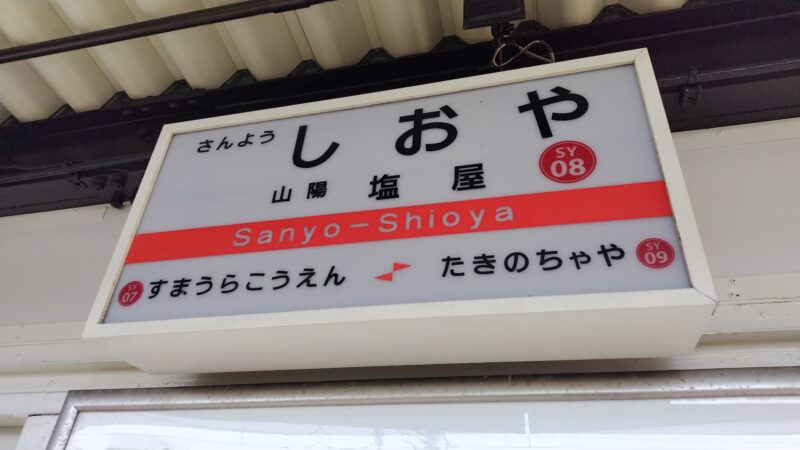 さんよう しおや
山陽 塩屋 SY 08
Sanyo-Shioya
SY 07 すまうらこうえん たきのちゃや SY 09